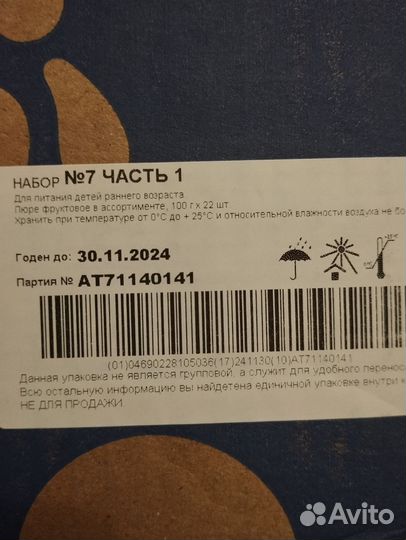 НАБОР №7 ЧАСТЬ 1
Для питания детей раннего возраста
Пюре фруктовое в ассортименте, 100 г х 22 шт
Хранить при температуре от 0°С до + 25°С и относительной влажности воздуха не бо
Годен до: 30.11.2024
Партия № АТ71140141
(01)04690228105036(17)241130(10)АТ71140141
Данная упаковка не является групповой, а служит для удобного перенос
Всю остальную информацию вы найдетена единичной упаковке внутри к
НЕ ДЛЯ ПРОДАЖИ
Avito